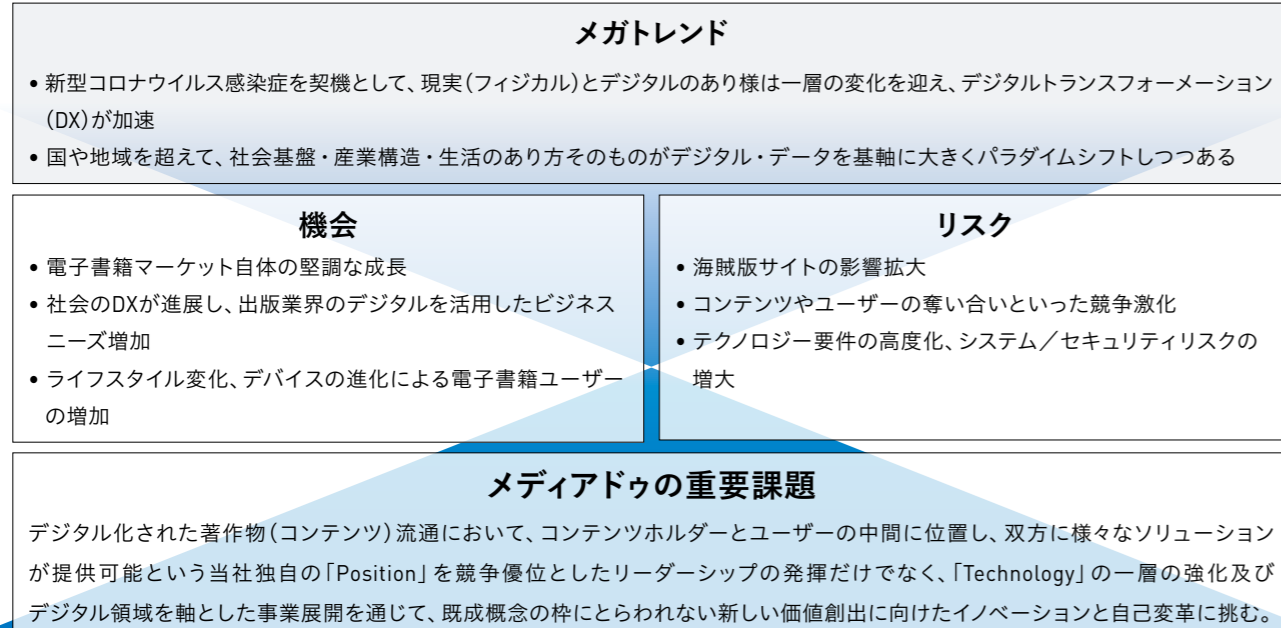 メガトレンド
• 新型コロナウイルス感染症を契機として、現実(フィジカル)とデジタルのあり様は一層の変化を迎え、デジタルトランスフォーメーション
(DX)が加速
• 国や地域を超えて、社会基盤・産業構造・生活のあり方そのものがデジタル・データを基軸に大きくパラダイムシフトしつつある
機会
• 電子書籍マーケット自体の堅調な成長
• 社会のDXが進展し、出版業界のデジタルを活用したビジネス
ニーズ増加
• ライフスタイル変化、デバイスの進化による電子書籍ユーザー
の増加
リスク
• 海賊版サイトの影響拡大
• コンテンツやユーザーの奪い合いといった競争激化
• テクノロジー要件の高度化、システム／セキュリティリスクの
増大
メディアドゥの重要課題
デジタル化された著作物(コンテンツ)流通において、コンテンツホルダーとユーザーの中間に位置し、双方に様々なソリューション
が提供可能という当社独自の「Position」を競争優位としたリーダーシップの発揮だけでなく、「Technology」の一層の強化及び
デジタル領域を軸とした事業展開を通じて、既成概念の枠にとらわれない新しい価値創出に向けたイノベーションと自己変革に挑む。